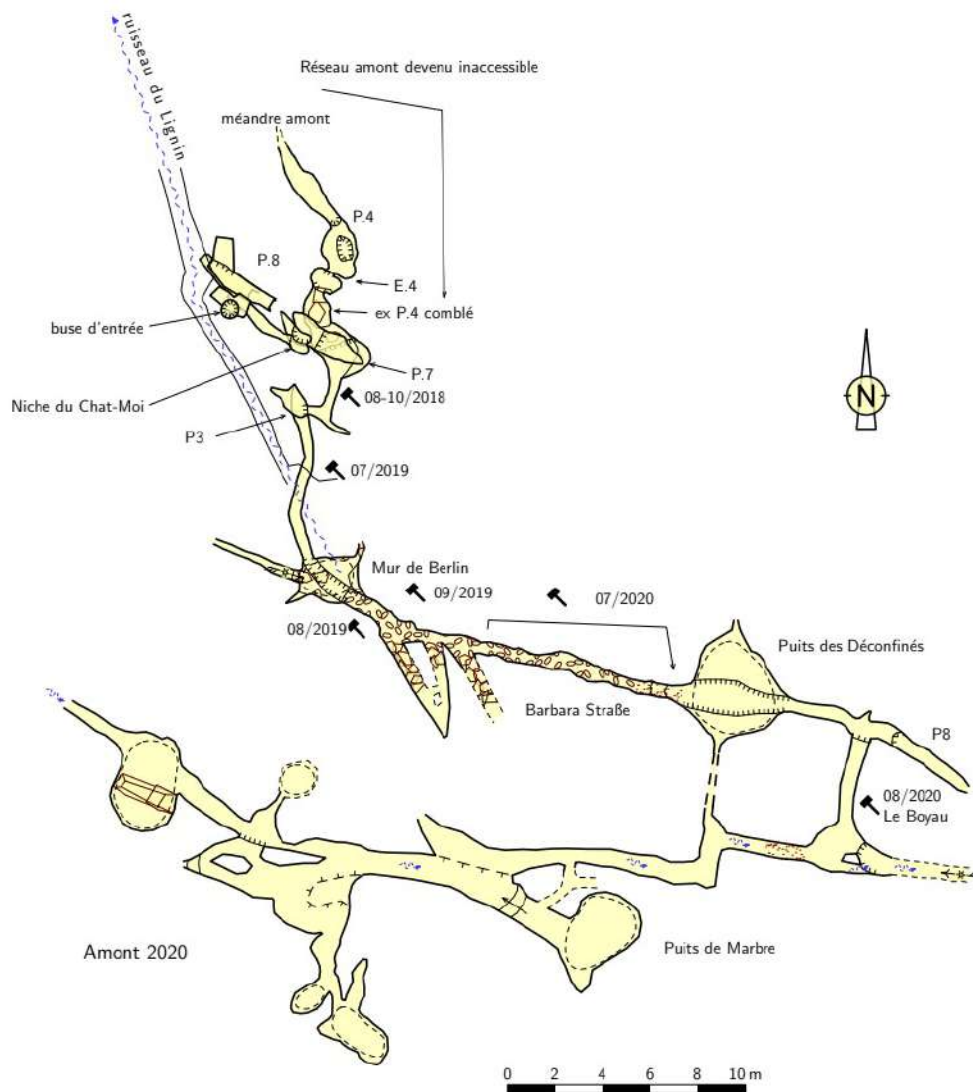 ruisseau du Lignin
Réseau amont devenu inaccessible
méandre amont
P.4
P.8
E.4
ex P.4 comblé
buse d'entrée
P.7
08-10/2018
Niche du Chat-Moi
P3
N
07/2019
Mur de Berlin
09/2019
07/2020
08/2019
Puits des Déconfinés
Barbara Straße
P8
08/2020
Le Boyau
Puits de Marbre
Amont 2020
0 2 4 6 8 10 m